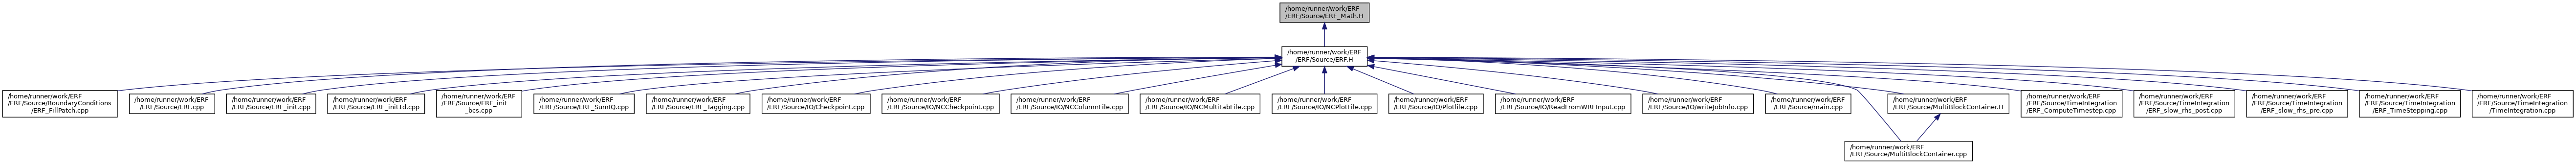 /home/runner/work/ERF
/ERF/Source/ERF_Math.H
/home/runner/work/ERF
/ERF/Source/ERF.H
/home/runner/work/ERF
/ERF/Source/BoundaryConditions
/ERF_FillPatch.cpp
/home/runner/work/ERF
/ERF/Source/ERF.cpp
/home/runner/work/ERF
/ERF/Source/ERF_init.cpp
/home/runner/work/ERF
/ERF/Source/ERF_init1d.cpp
/home/runner/work/ERF
/ERF/Source/ERF_init
_bcs.cpp
/home/runner/work/ERF
/ERF/Source/ERF_SumIQ.cpp
/home/runner/work/ERF
/ERF/Source/ERF_Tagging.cpp
/home/runner/work/ERF
/ERF/Source/IO/Checkpoint.cpp
/home/runner/work/ERF
/ERF/Source/IO/NCCheckpoint.cpp
/home/runner/work/ERF
/ERF/Source/IO/NCColumnFile.cpp
/home/runner/work/ERF
/ERF/Source/IO/NCMultiFabFile.cpp
/home/runner/work/ERF
/ERF/Source/IO/NCPlotFile.cpp
/home/runner/work/ERF
/ERF/Source/IO/Plotfile.cpp
/home/runner/work/ERF
/ERF/Source/IO/ReadFromWRFInput.cpp
/home/runner/work/ERF
/ERF/Source/IO/writeJobInfo.cpp
/home/runner/work/ERF
/ERF/Source/main.cpp
/home/runner/work/ERF
/ERF/Source/MultiBlockContainer.H
/home/runner/work/ERF
/ERF/Source/TimeIntegration
/ERF_ComputeTimestep.cpp
/home/runner/work/ERF
/ERF/Source/TimeIntegration
/ERF_slow_rhs_post.cpp
/home/runner/work/ERF
/ERF/Source/TimeIntegration
/ERF_slow_rhs_pre.cpp
/home/runner/work/ERF
/ERF/Source/TimeIntegration
/ERF_TimeStepping.cpp
/home/runner/work/ERF
/ERF/Source/TimeIntegration
/TimeIntegration.cpp
/home/runner/work/ERF
/ERF/Source/MultiBlockContainer.cpp